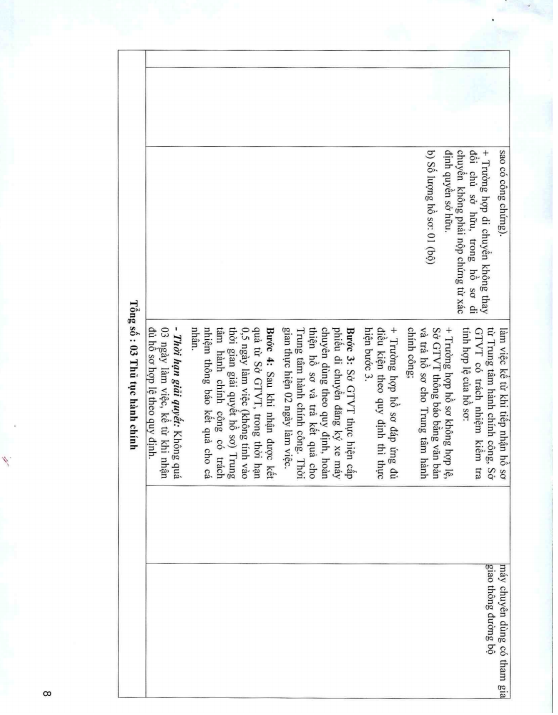 sao có công chứng).
+ Trường hợp di chuyển không thay
đổi chủ sở hữu, trong hồ sơ di
chuyển không phải nộp chứng từ xác
định quyền sở hữu.
b) Số lượng hồ sơ: 01 (bộ)
làm việc kể từ khi tiếp nhận hồ sơ
từ Trung tâm hành chính công. Sở
GTVT có trách nhiệm kiểm tra
tính hợp lệ của hồ sơ:
+ Trường hợp hồ sơ không hợp lệ,
Sở GTVT thông báo bằng văn bản
và trả hồ sơ cho Trung tâm hành
chính công;
+ Trường hợp hồ sơ đáp ứng đủ
điều kiện theo quy định thì thực
hiện bước 3.
Bước 3: Sở GTVT thực hiện cấp
phiếu di chuyển đăng ký xe máy
chuyên dùng theo quy định, hoàn
thiện hồ sơ và trả kết quả cho
Trung tâm hành chính công. Thời
gian thực hiện 02 ngày làm việc.
Bước 4: Sau khi nhận được kết
quả từ Sở GTVT, trong thời hạn
0,5 ngày làm việc (không tính vào
thời gian giải quyết hồ sơ) Trung
tâm hành chính công có trách
nhiệm thông báo kết quả cho cá
nhân.
- Thời hạn giải quyết: Không quá
03 ngày làm việc, kể từ khi nhận
đủ hồ sơ hợp lệ theo quy định.
máy chuyên dùng có tham gia
giao thông đường bộ
Tổng số : 03 Thủ tục hành chính
8